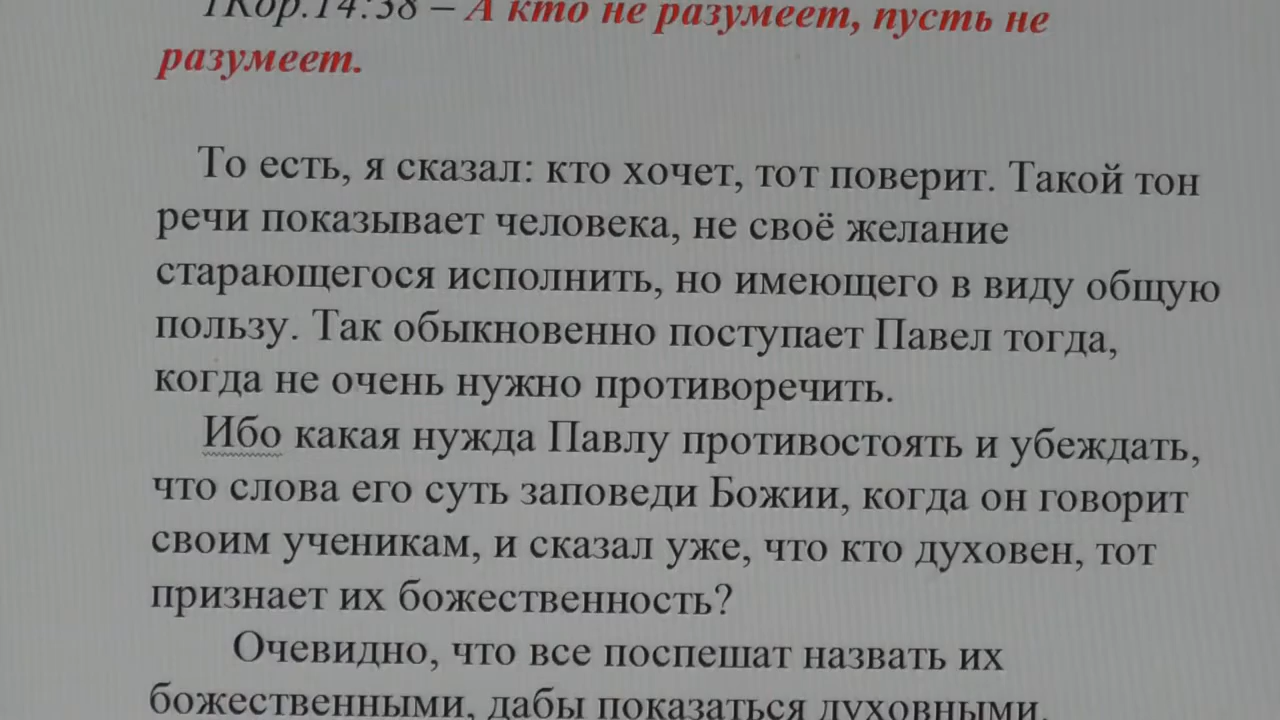 1Кор.14:38 – А кто не разумеет, пусть не
разумеет.
То есть, я сказал: кто хочет, тот поверит. Такой тон
речи показывает человека, не своё желание
старающегося исполнить, но имеющего в виду общую
пользу. Так обыкновенно поступает Павел тогда,
когда не очень нужно противоречить.
Ибо какая нужда Павлу противостоять и убеждать,
что слова его суть заповеди Божии, когда он говорит
своим ученикам, и сказал уже, что кто духовен, тот
признает их божественность?
Очевидно, что все поспешат назвать их
божественными, дабы показаться духовными.